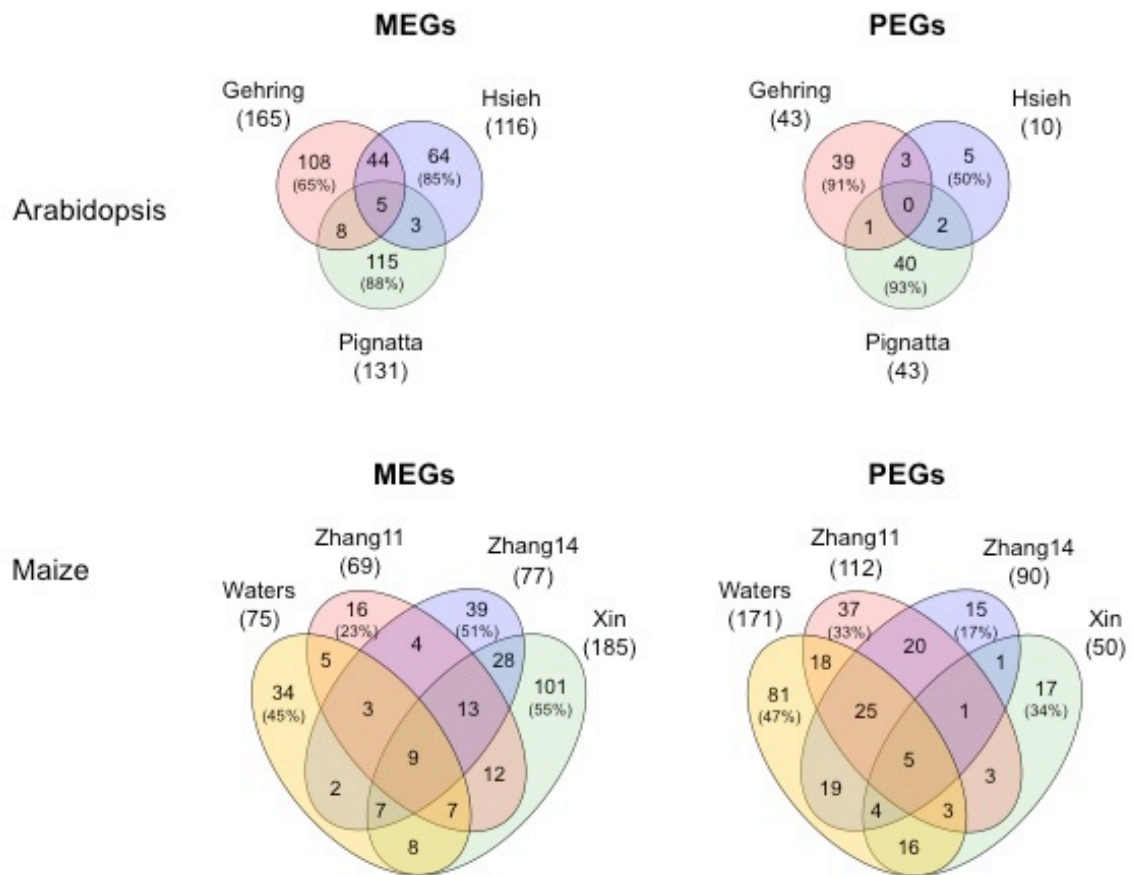 MEGs PEGs
Gehring Hsieh Gehring Hsieh
(165) (116) (43) (10)
108 44 64 39 3 5
(65%) (85%) (91%) (50%)
Arabidopsis
5 0
8 3 1 2
115 40
(88%) (93%)
Pignatta Pignatta
(131) (43)
MEGs PEGs
Zhang11 Zhang14 Zhang11 Zhang14
Maize
(69) (77) (112) (90)
Waters Xin Waters Xin
(75) (185) (171) (50)
16 39 37 15
(23%) (51%) (33%) (17%)
4 20
5 28 18 1
34 101 81 17
(45%) (55%) (47%) (34%)
3 13 25 1
9 5
2 12 19 3
7 7 4 3
8 16